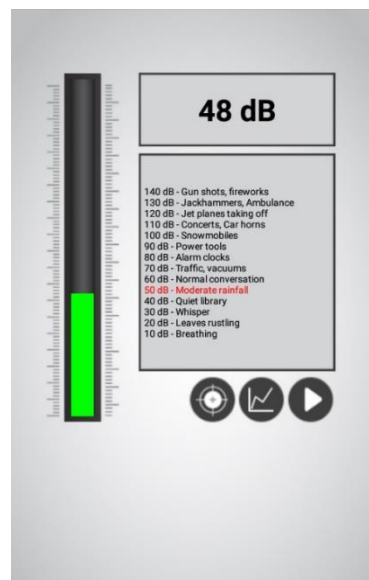 48 dB
140 dB - Gun shots, fireworks
130 dB - Jackhammers, Ambulance
120 dB - Jet planes taking off
110 dB - Concerts, Car horns
100 dB - Snowmobiles
90 dB - Power tools
80 dB - Alarm clocks
70 dB - Traffic, vacuums
60 dB - Normal conversation
50 dB - Moderate rainfall
40 dB - Quiet library
30 dB - Whisper
20 dB - Leaves rustling
10 dB - Breathing